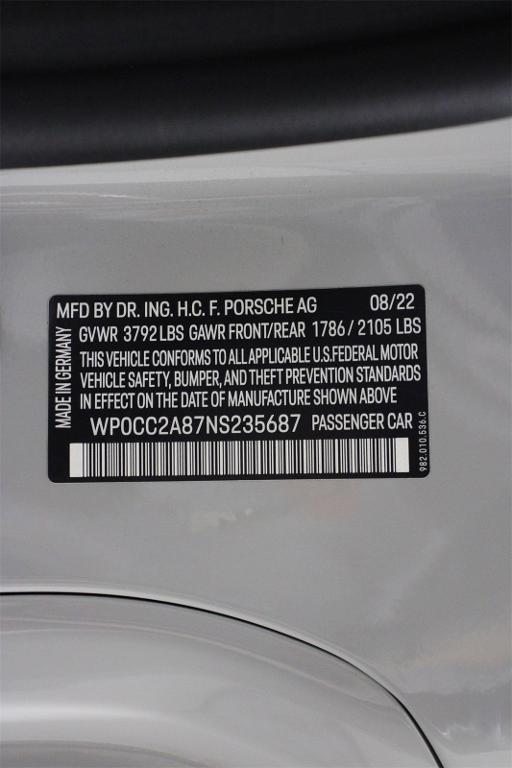 MFD BY DR. ING. H.C. F. PORSCHE AG 08/22
GVWR 3792 LBS GAWR FRONT/REAR 1786 / 2105 LBS
THIS VEHICLE CONFORMS TO ALL APPLICABLE U.S.FEDERAL MOTOR
VEHICLE SAFETY, BUMPER, AND THEFT PREVENTION STANDARDS
IN EFFECT ON THE DATE OF MANUFACTURE SHOWN ABOVE
WP0CC2A87NS235687 PASSENGER CAR
MADE IN GERMANY
982.010.536.C